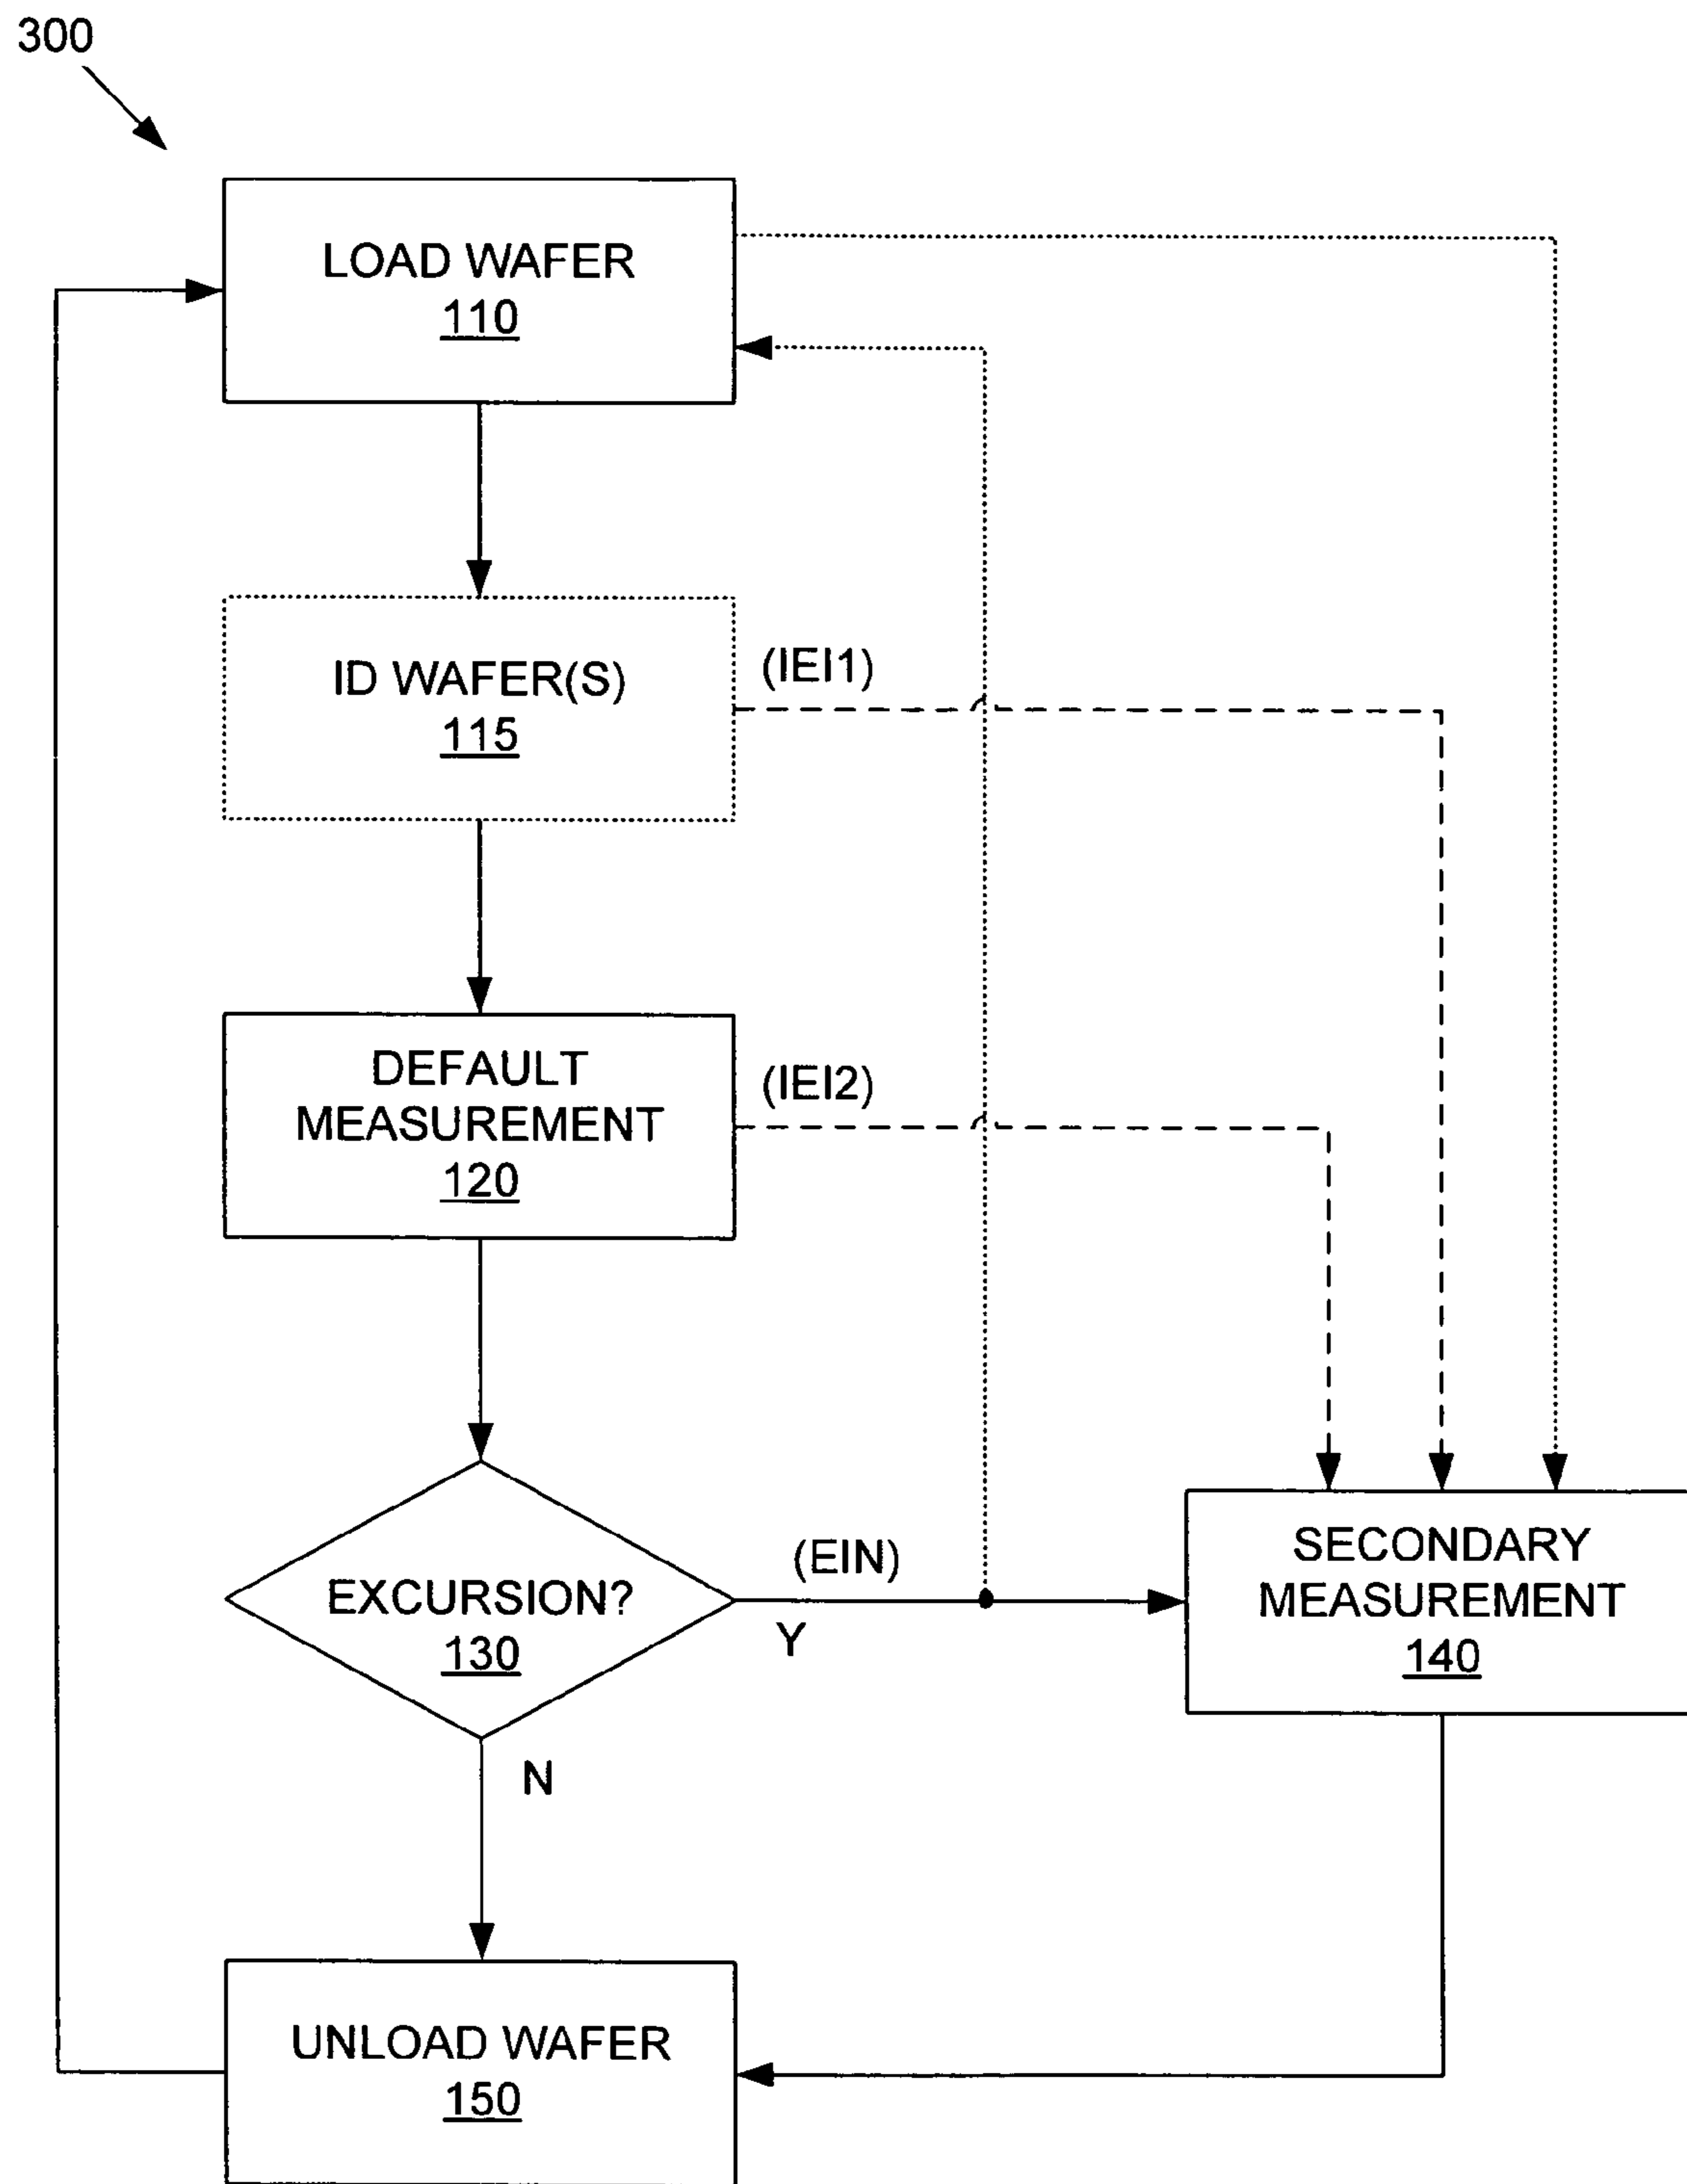 300
LOAD WAFER
110
ID WAFER(S)
115
(IEI1)
DEFAULT
MEASUREMENT
120
(IEI2)
EXCURSION?
130
(EIN)
Y
N
SECONDARY
MEASUREMENT
140
UNLOAD WAFER
150